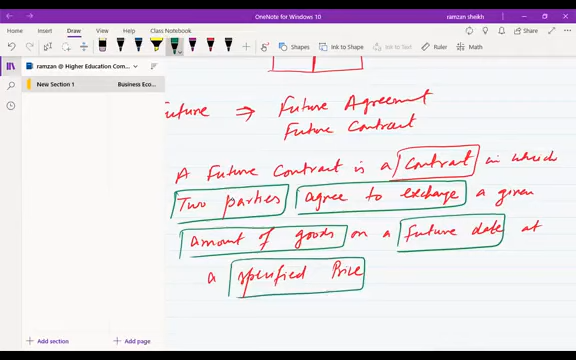 OneNote for Windows 10
ramzan sheikh
Home
Insert
Draw
View
Help
Class Notebook
Share
Shapes
Ink to Shape
Ink to Text
Ruler
Math
ramzan @ Higher Education Com...
New Section 1
Business Eco...
Future ⇒ Future Agreement
Future Contract
A Future Contract is a Contract in which
Two parties agree to exchange a given
amount of goods on a future date at
a specified Price
+ Add section
+ Add page